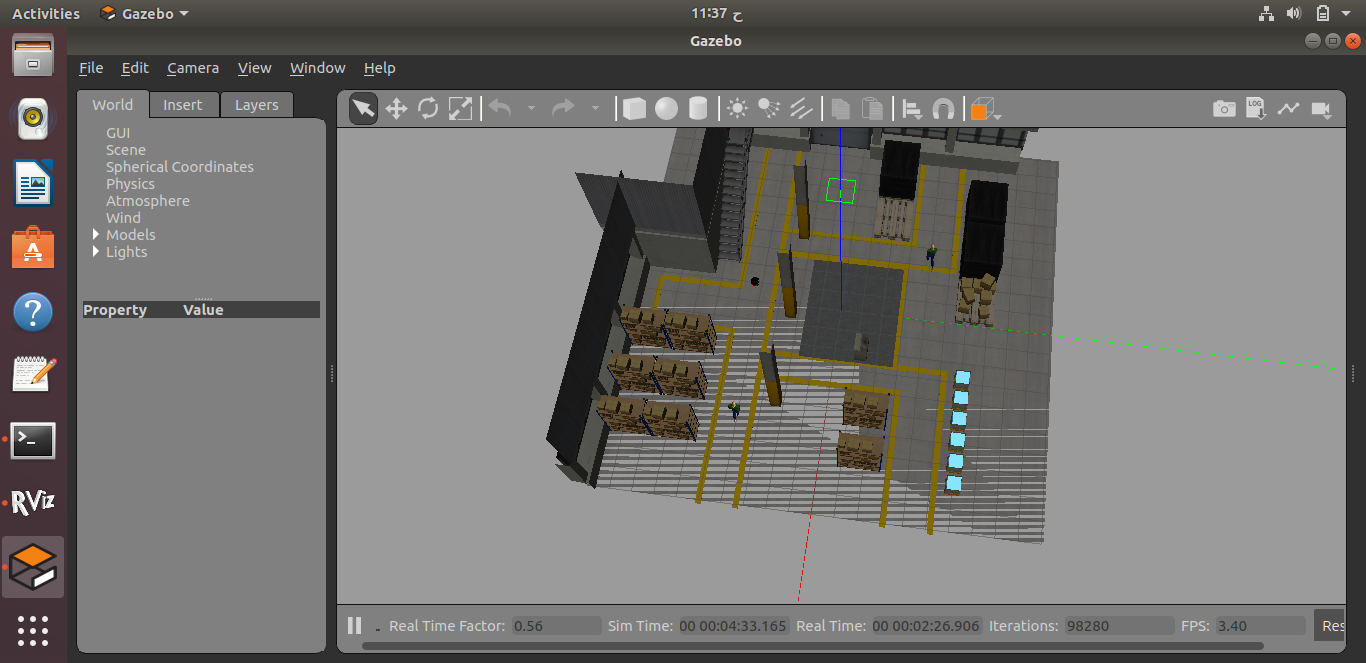 Activities Gazebo 11:37 ح
Gazebo
File Edit Camera View Window Help
World Insert Layers
LOG
GUI
Scene
Spherical Coordinates
Physics
Atmosphere
Wind
Models
Lights
Property Value
RViz
Real Time Factor: 0.56 Sim Time: 00 00:04:33.165 Real Time: 00 00:02:26.906 Iterations: 98280 FPS: 3.40 Res